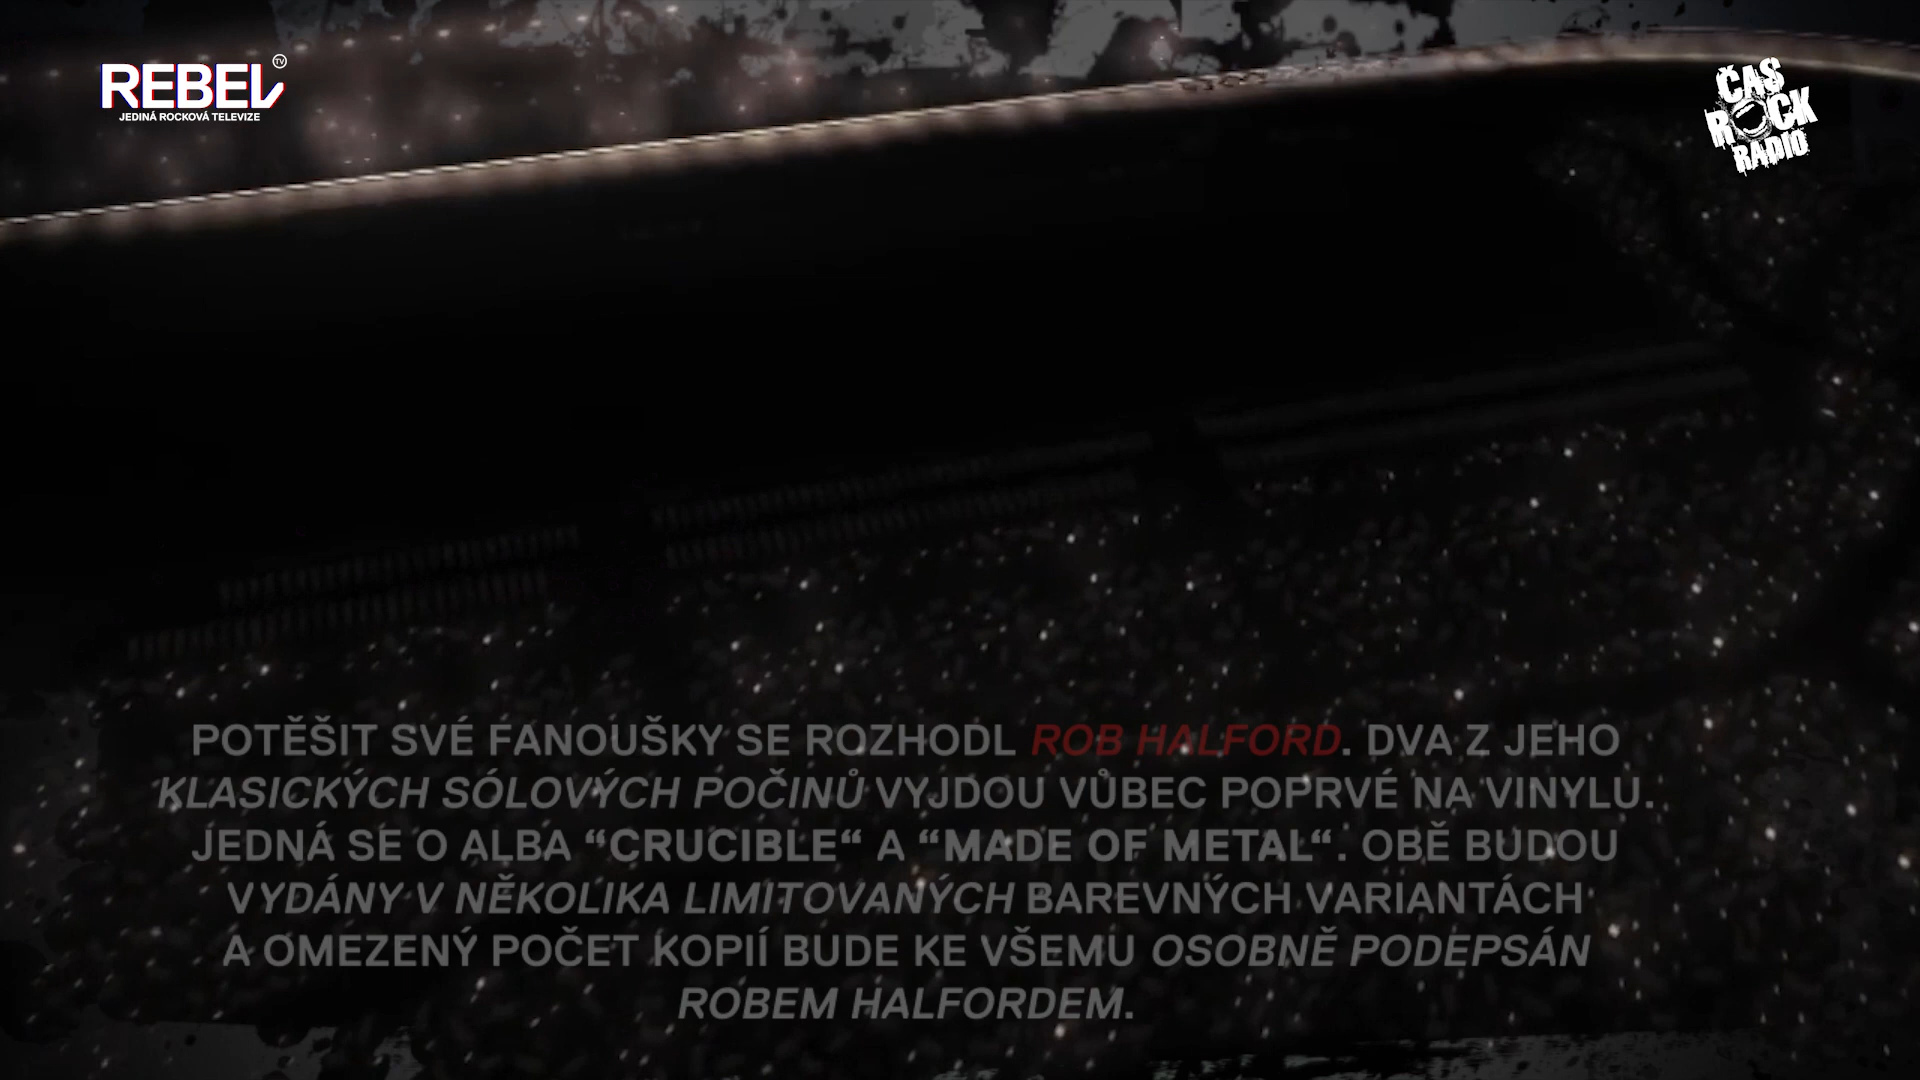 REBEL TV
JEDINÁ ROCKOVÁ TELEVIZE
ČAS
ROCK
RADIO
POTĚŠIT SVÉ FANOUŠKY SE ROZHODL ROB HALFORD. DVA Z JEHO
KLASICKÝCH SÓLOVÝCH POČINŮ VYJDOU VŮBEC POPRVÉ NA VINYLU.
JEDNÁ SE O ALBA “CRUCIBLE“ A “MADE OF METAL“. OBĚ BUDOU
VYDÁNY V NĚKOLIKA LIMITOVANÝCH BAREVNÝCH VARIANTÁCH
A OMEZENÝ POČET KOPIÍ BUDE KE VŠEMU OSOBNĚ PODEPSÁN
ROBEM HALFORDEM.